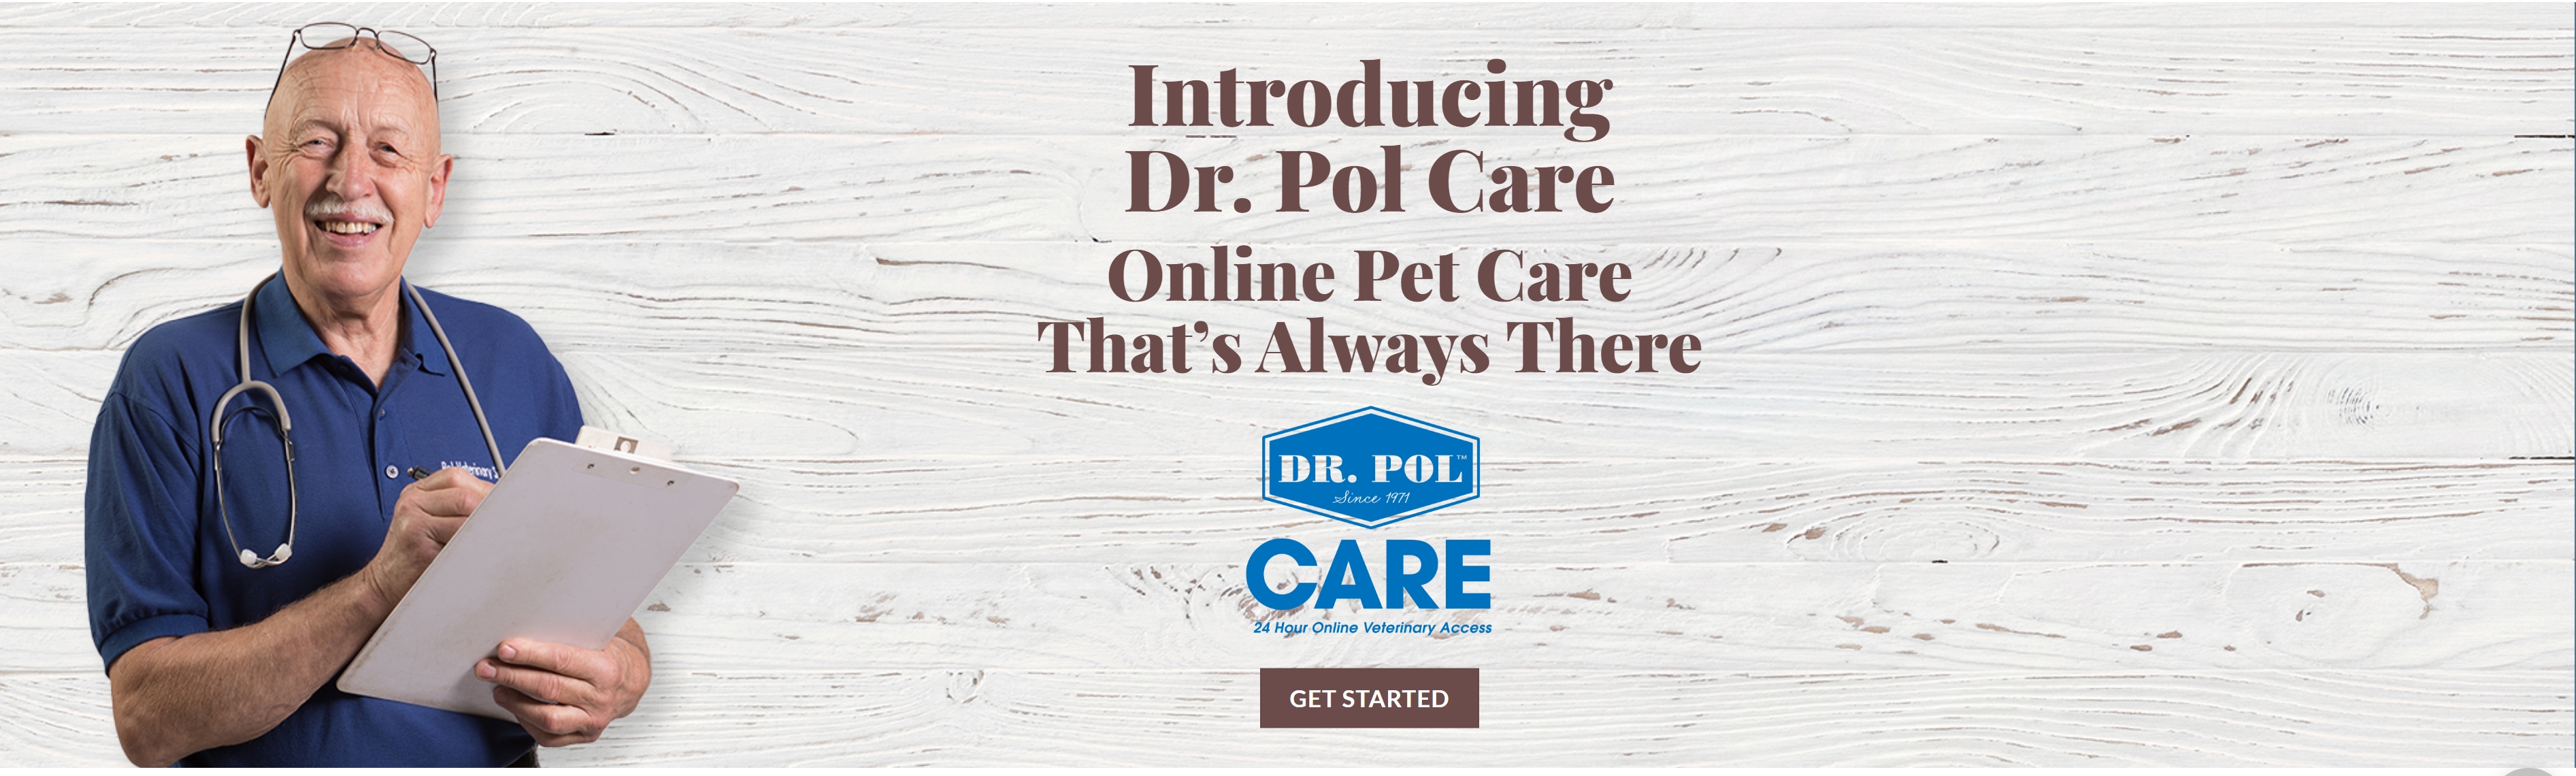 Introducing
Dr. Pol Care
Online Pet Care
That’s Always There
DR. POL™
Since 1971
CARE
24 Hour Online Veterinary Access
GET STARTED
Veterinary